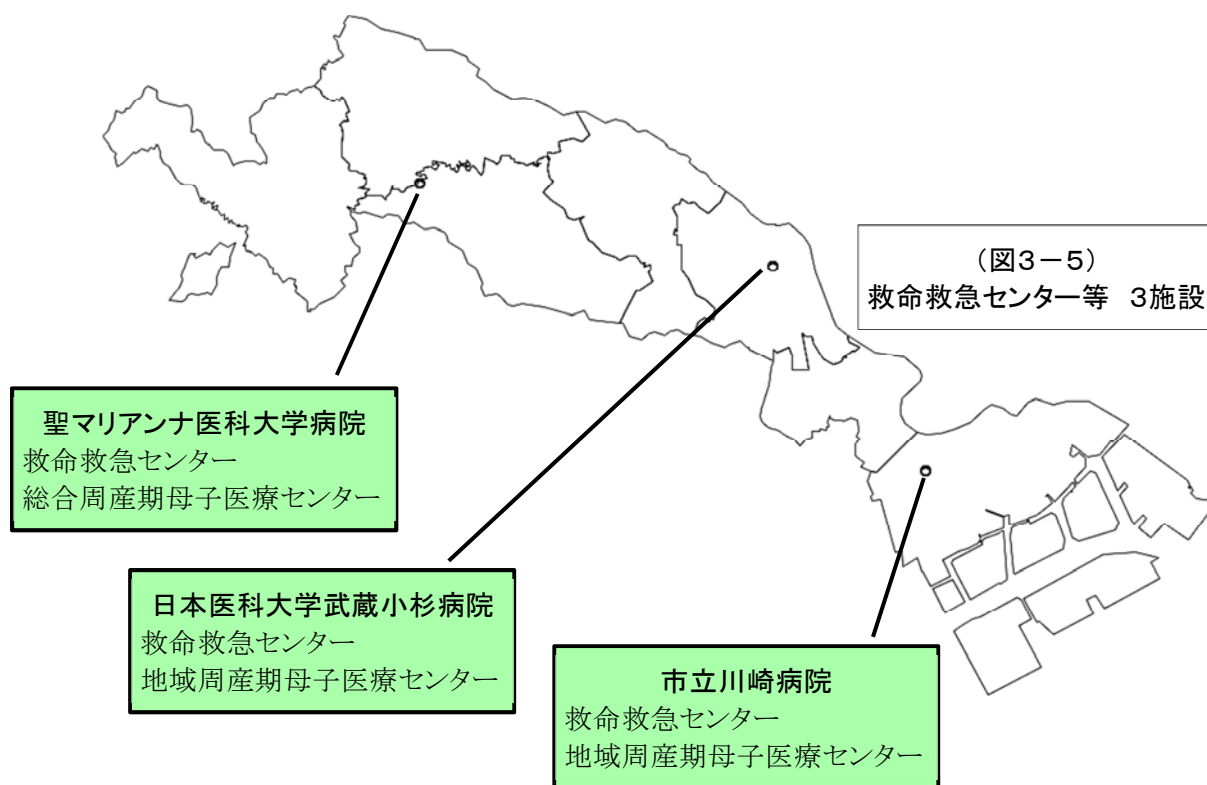 (図3-5)
救命救急センター等 3施設
聖マリアンナ医科大学病院
救命救急センター
総合周産期母子医療センター
日本医科大学武蔵小杉病院
救命救急センター
地域周産期母子医療センター
市立川崎病院
救命救急センター
地域周産期母子医療センター